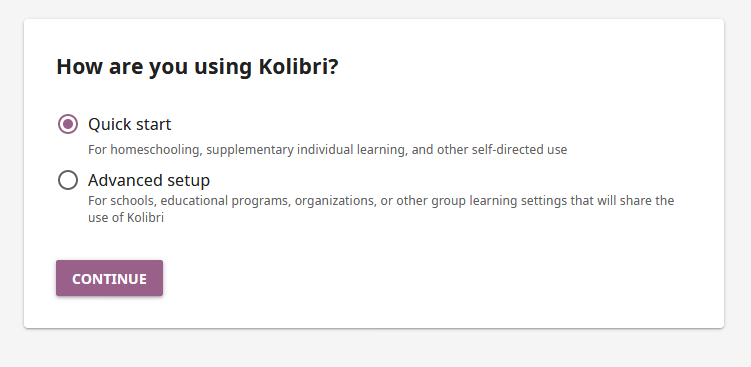 How are you using Kolibri?
Quick start
For homeschooling, supplementary individual learning, and other self-directed use
Advanced setup
For schools, educational programs, organizations, or other group learning settings that will share the
use of Kolibri
CONTINUE